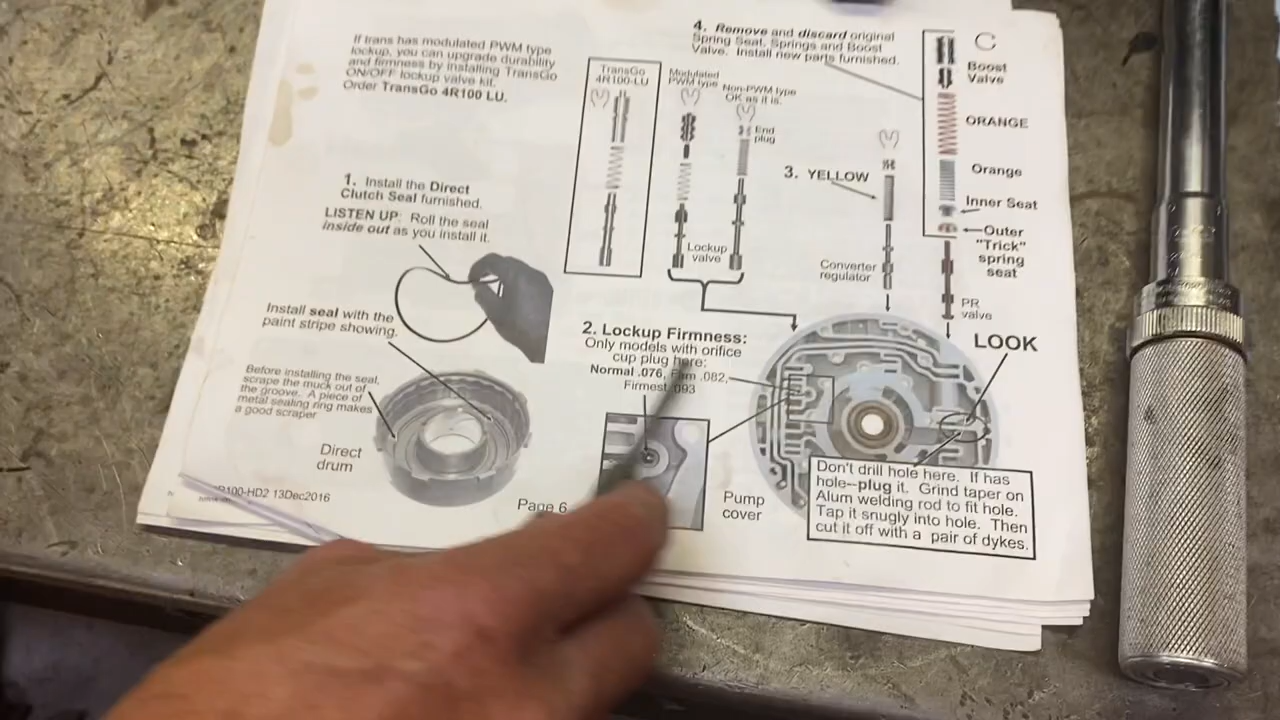 If trans has modulated PWM type
lockup, you can upgrade durability
and firmness by installing TransGo
ON/OFF lockup valve kit.
Order TransGo 4R100 LU.
1. Install the Direct
Clutch Seal furnished.
LISTEN UP: Roll the seal
inside out as you install it.
Install seal with the
paint stripe showing.
Before installing the seal,
scrape the muck out of
the groove. A piece of
metal sealing ring makes
a good scraper
Direct
drum
R100-HD2 13Dec2016
Page 6
TransGo
4R100-LU
Modulated
PWM type
Non-PWM type
OK as it is.
End
plug
Lockup
valve
2. Lockup Firmness:
Only models with orifice
cup plug here:
Normal .076, Firm .082,
Firmest .093
Pump
cover
3. YELLOW
Converter
regulator
4. Remove and discard original
Spring Seat, Springs and Boost
Valve. Install new parts furnished.
C
Boost
Valve
ORANGE
Orange
Inner Seat
Outer
"Trick"
spring
seat
PR
valve
LOOK
Don't drill hole here. If has
hole--plug it. Grind taper on
Alum welding rod to fit hole.
Tap it snugly into hole. Then
cut it off with a pair of dykes.